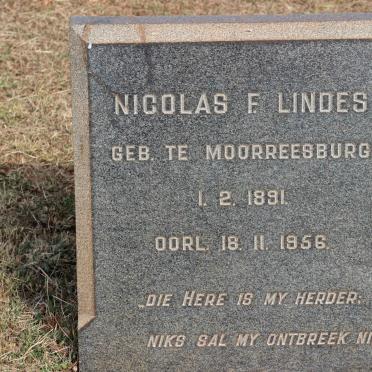 NICOLAS F. LINDES
GEB. TE MOORREESBURG
1. 2. 1891.
OORL. 18. 11. 1956.
„DIE HERE IS MY HERDER;
NIKS SAL MY ONTBREEK NI